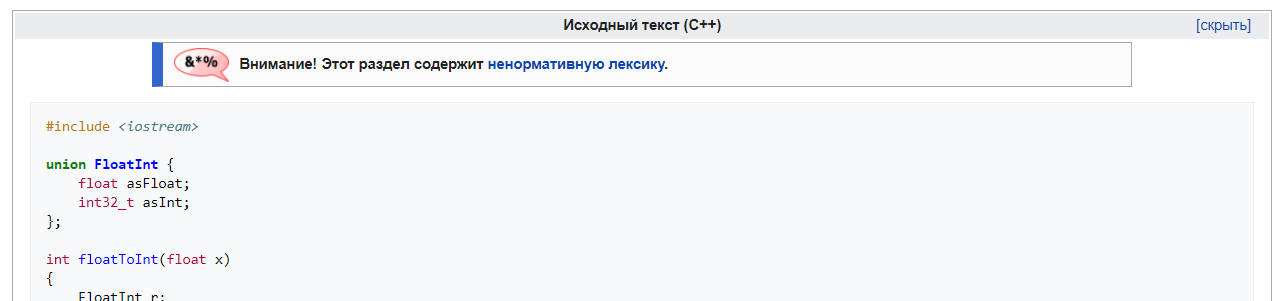 Исходный текст (C++) [скрыть]
&*% Внимание! Этот раздел содержит ненормативную лексику.
#include <iostream>
union FloatInt {
    float asFloat;
    int32_t asInt;
};
int floatToInt(float x)
{
    FloatInt r;